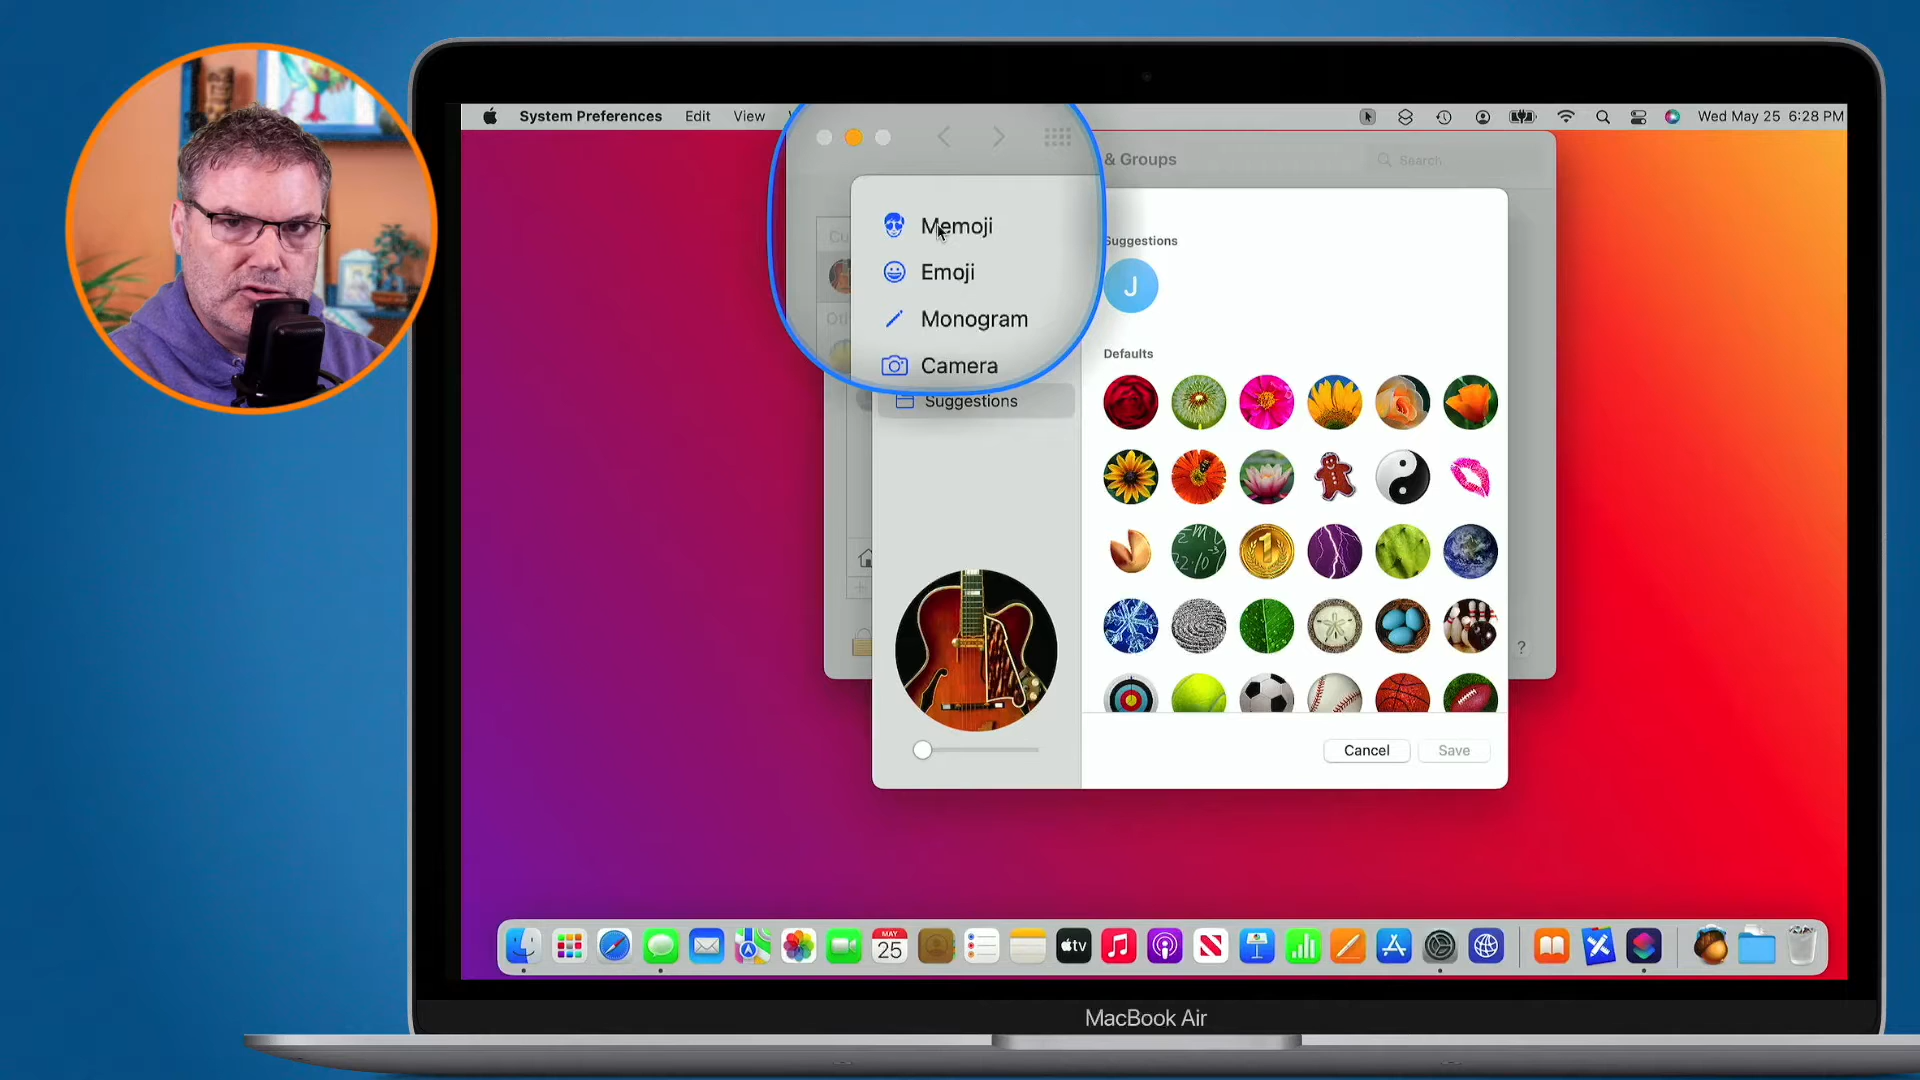 System Preferences Edit View
Wed May 25 6:28 PM
& Groups
Search
Memoji
Emoji
Monogram
Camera
Suggestions
Suggestions
J
Defaults
Cancel
Save
?
MAY
25
tv
MacBook Air